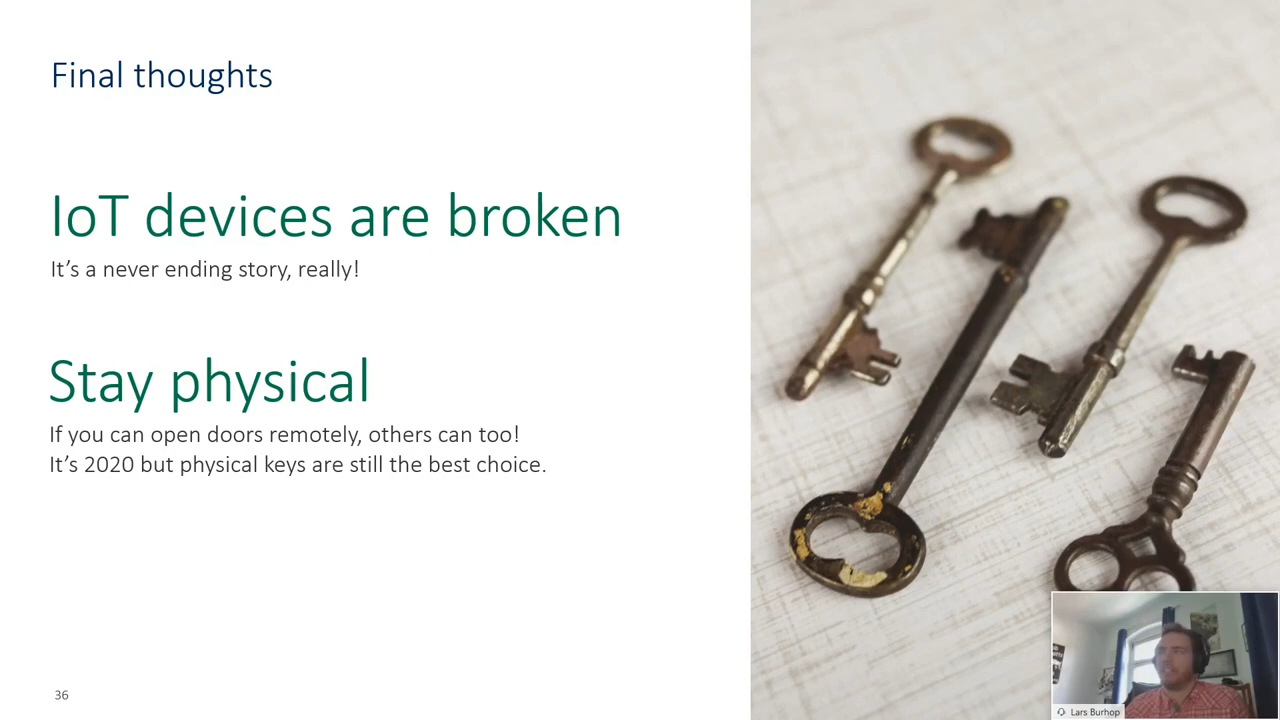 Final thoughts
IoT devices are broken
It’s a never ending story, really!
Stay physical
If you can open doors remotely, others can too!
It’s 2020 but physical keys are still the best choice.
36
Lars Burhop